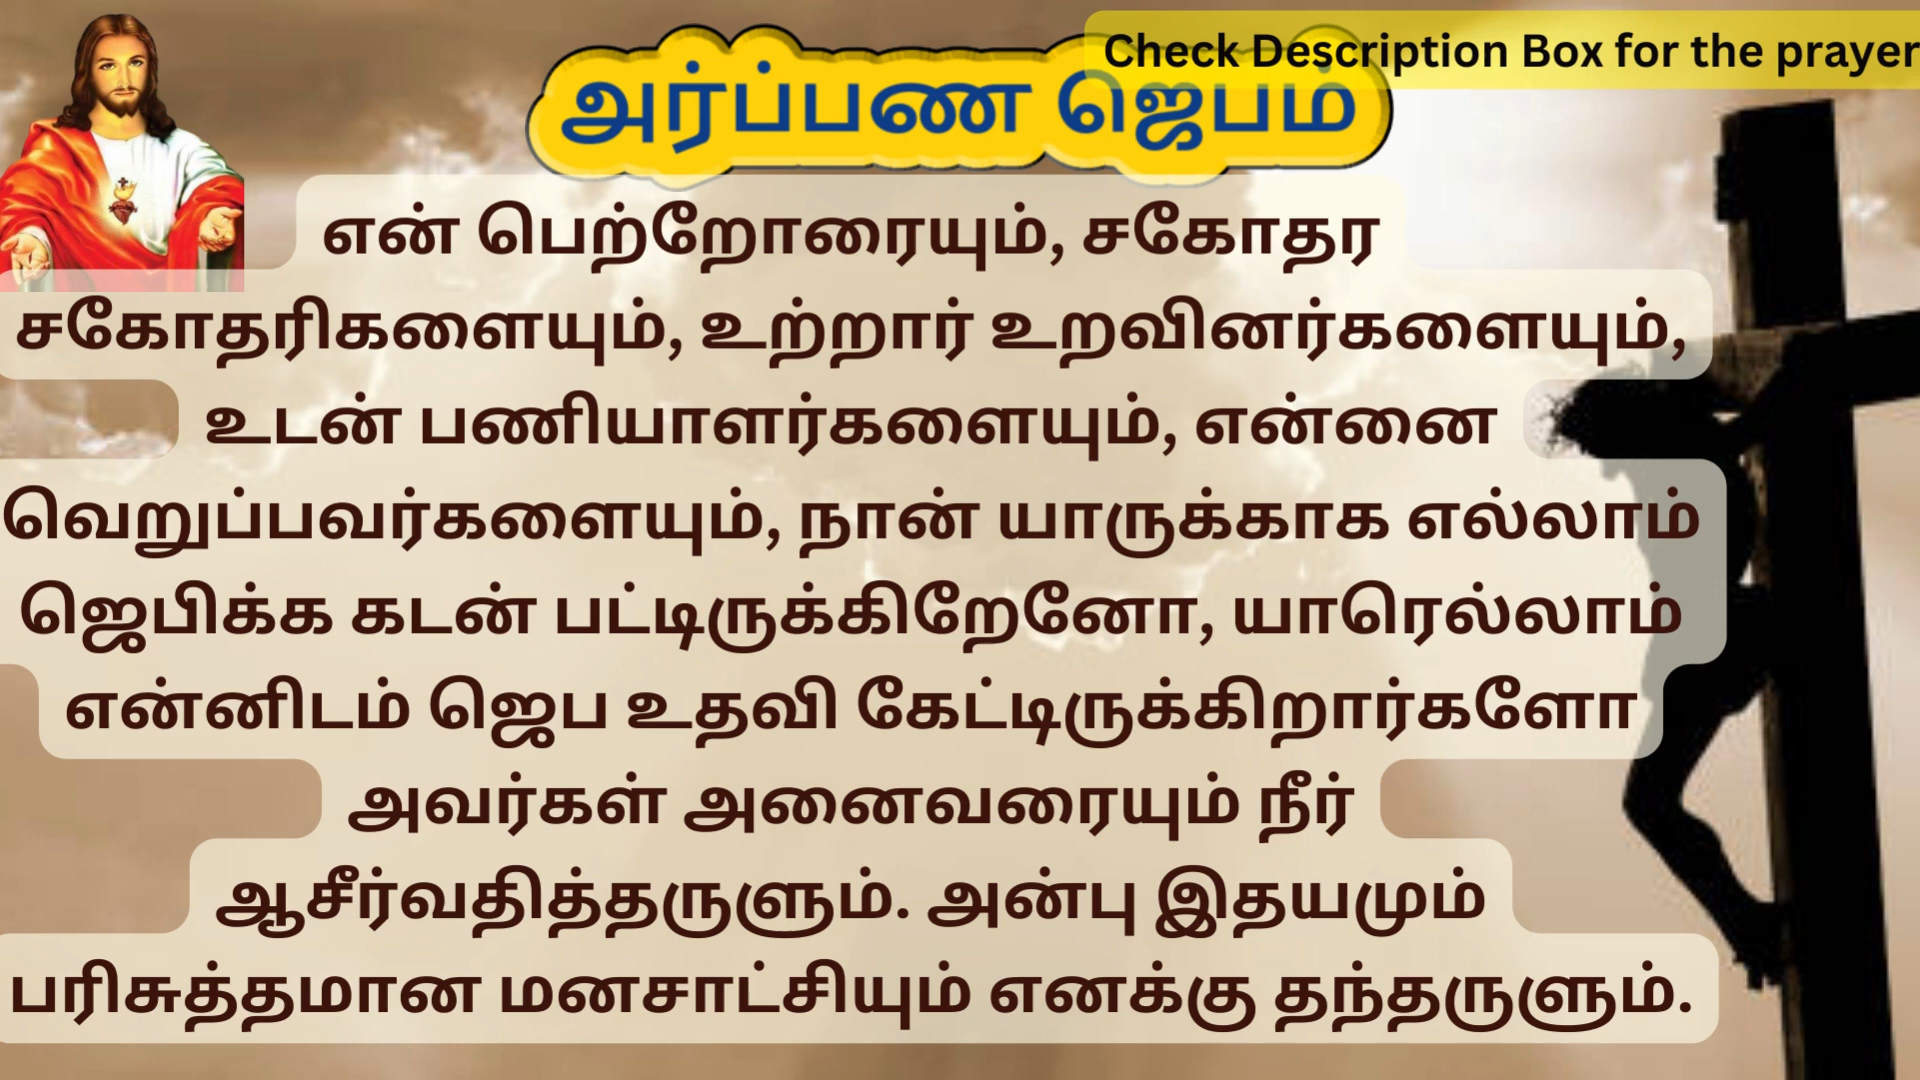 Check Description Box for the prayer
அர்ப்பண ஜெபம்
என் பெற்றோரையும், சகோதர
சகோதரிகளையும், உற்றார் உறவினர்களையும்,
உடன் பணியாளர்களையும், என்னை
வெறுப்பவர்களையும், நான் யாருக்காக எல்லாம்
ஜெபிக்க கடன் பட்டிருக்கிறேனோ, யாரெல்லாம்
என்னிடம் ஜெப உதவி கேட்டிருக்கிறார்களோ
அவர்கள் அனைவரையும் நீர்
ஆசீர்வதித்தருளும். அன்பு இதயமும்
பரிசுத்தமான மனசாட்சியும் எனக்கு தந்தருளும்.